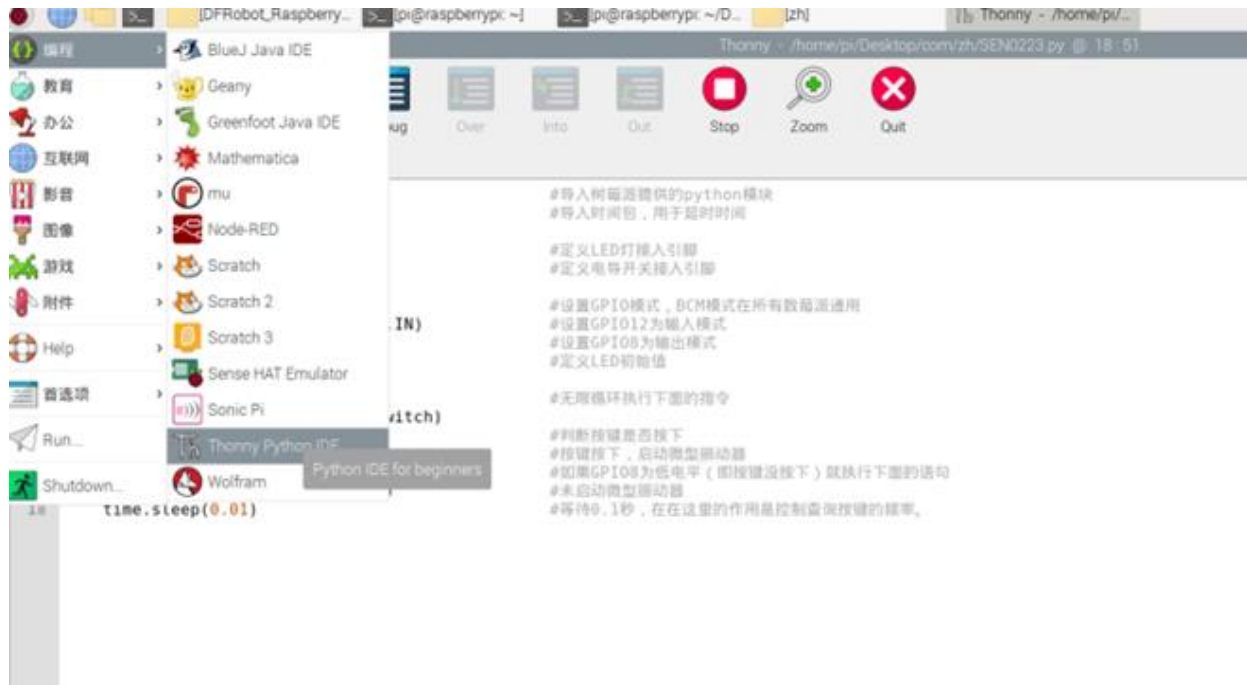 [DFRobot_Raspberry... [pi@raspberrypi: ~] [pi@raspberrypi: ~/D... [zh] Thonny - /home/pi/...
Thonny - /home/pi/Desktop/com/zh/SEN0223.py @ 18:51
编程
教育
办公
互联网
影音
图像
游戏
附件
Help
首选项
Run...
Shutdown...
BlueJ Java IDE
Geany
Greenfoot Java IDE
Mathematica
mu
Node-RED
Scratch
Scratch 2
Scratch 3
Sense HAT Emulator
Sonic Pi
Thonny Python IDE
Wolfram
Python IDE for beginners
ug Over Into Out Stop Zoom Quit
#导入树莓派提供的python模块
#导入时间包，用于延时时间
#定义LED灯接入引脚
#定义电导开关接入引脚
#设置GPIO模式，BCM模式在所有数莓派通用
IN) #设置GPIO12为输入模式
#设置GPIO8为输出模式
#定义LED初始值
#无限循环执行下面的指令
witch)
#判断按键是否按下
#按键按下，启动微型振动器
#如果GPIO8为低电平（即按键没按下）就执行下面的语句
) #未启动微型振动器
18 time.sleep(0.01) #等待0.1秒，在在这里的作用是控制查询按键的频率。